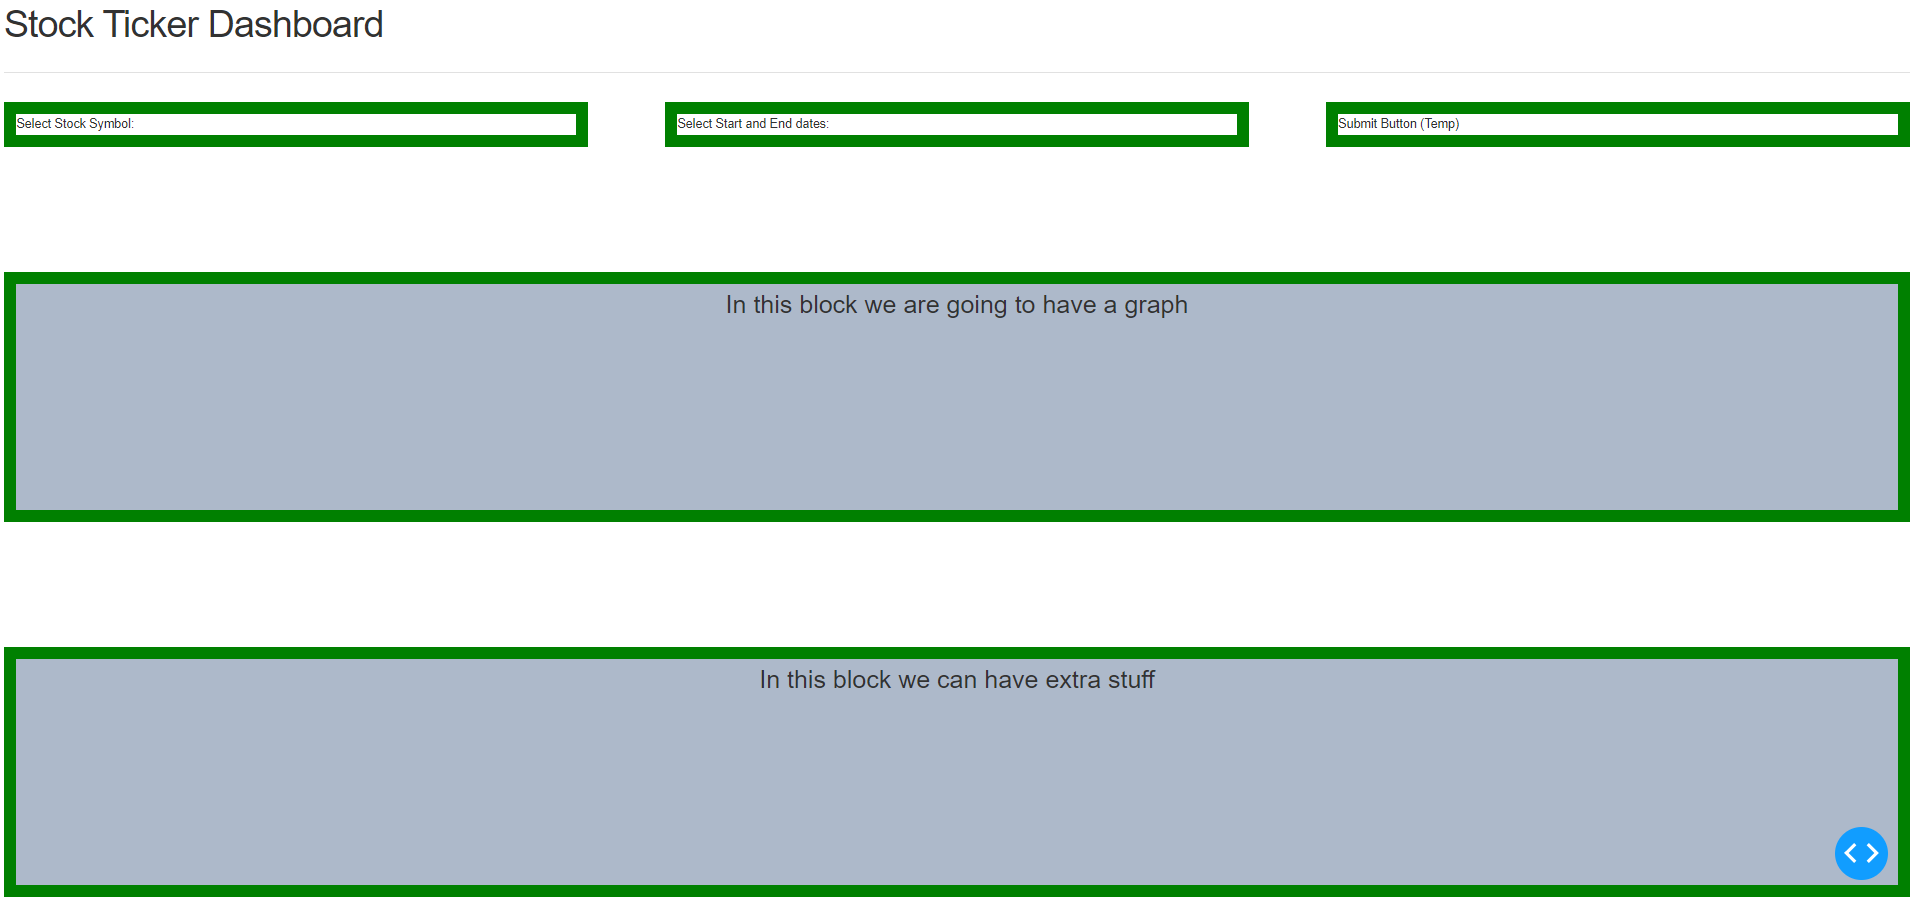 Stock Ticker Dashboard
Select Stock Symbol:
Select Start and End dates:
Submit Button (Temp)
In this block we are going to have a graph
In this block we can have extra stuff